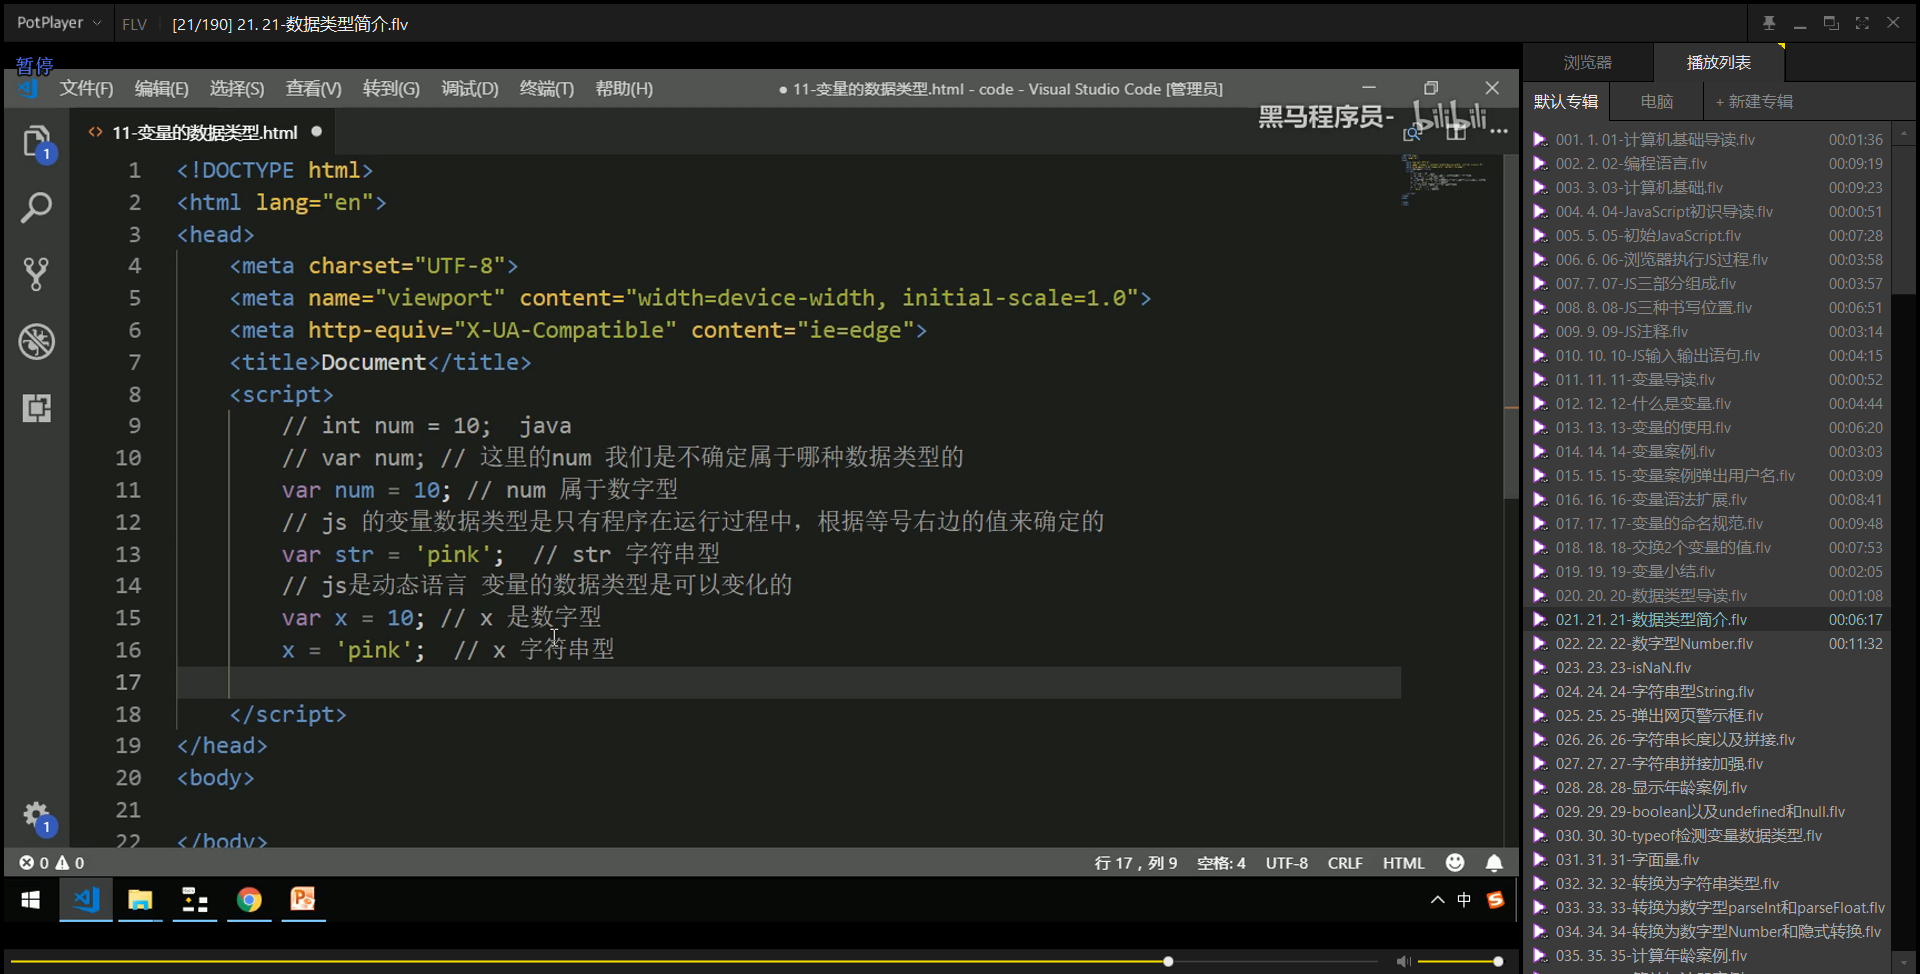 PotPlayer
FLV
[21/190] 21. 21-数据类型简介.flv
暂停
文件(F) 编辑(E) 选择(S) 查看(V) 转到(G) 调试(D) 终端(T) 帮助(H)
● 11-变量的数据类型.html - code - Visual Studio Code [管理员]
黑马程序员- bilibili
<> 11-变量的数据类型.html ●
1 <!DOCTYPE html>
2 <html lang="en">
3 <head>
4 <meta charset="UTF-8">
5 <meta name="viewport" content="width=device-width, initial-scale=1.0">
6 <meta http-equiv="X-UA-Compatible" content="ie=edge">
7 <title>Document</title>
8 <script>
9 // int num = 10;  java
10 // var num; // 这里的num 我们是不确定属于哪种数据类型的
11 var num = 10; // num 属于数字型
12 // js 的变量数据类型是只有程序在运行过程中，根据等号右边的值来确定的
13 var str = 'pink';  // str 字符串型
14 // js是动态语言 变量的数据类型是可以变化的
15 var x = 10; // x 是数字型
16 x = 'pink';  // x 字符串型
17
18 </script>
19 </head>
20 <body>
21
22 </body>
1
1
0 0
行 17，列 9 空格: 4 UTF-8 CRLF HTML
中
浏览器 播放列表
默认专辑 电脑 + 新建专辑
001. 1. 01-计算机基础导读.flv 00:01:36
002. 2. 02-编程语言.flv 00:09:19
003. 3. 03-计算机基础.flv 00:09:23
004. 4. 04-JavaScript初识导读.flv 00:00:51
005. 5. 05-初始JavaScript.flv 00:07:28
006. 6. 06-浏览器执行JS过程.flv 00:03:58
007. 7. 07-JS三部分组成.flv 00:03:57
008. 8. 08-JS三种书写位置.flv 00:06:51
009. 9. 09-JS注释.flv 00:03:14
010. 10. 10-JS输入输出语句.flv 00:04:15
011. 11. 11-变量导读.flv 00:00:52
012. 12. 12-什么是变量.flv 00:04:44
013. 13. 13-变量的使用.flv 00:06:20
014. 14. 14-变量案例.flv 00:03:03
015. 15. 15-变量案例弹出用户名.flv 00:03:09
016. 16. 16-变量语法扩展.flv 00:08:41
017. 17. 17-变量的命名规范.flv 00:09:48
018. 18. 18-交换2个变量的值.flv 00:07:53
019. 19. 19-变量小结.flv 00:02:05
020. 20. 20-数据类型导读.flv 00:01:08
021. 21. 21-数据类型简介.flv 00:06:17
022. 22. 22-数字型Number.flv 00:11:32
023. 23. 23-isNaN.flv
024. 24. 24-字符串型String.flv
025. 25. 25-弹出网页警示框.flv
026. 26. 26-字符串长度以及拼接.flv
027. 27. 27-字符串拼接加强.flv
028. 28. 28-显示年龄案例.flv
029. 29. 29-boolean以及undefined和null.flv
030. 30. 30-typeof检测变量数据类型.flv
031. 31. 31-字面量.flv
032. 32. 32-转换为字符串类型.flv
033. 33. 33-转换为数字型parseInt和parseFloat.flv
034. 34. 34-转换为数字型Number和隐式转换.flv
035. 35. 35-计算年龄案例.flv